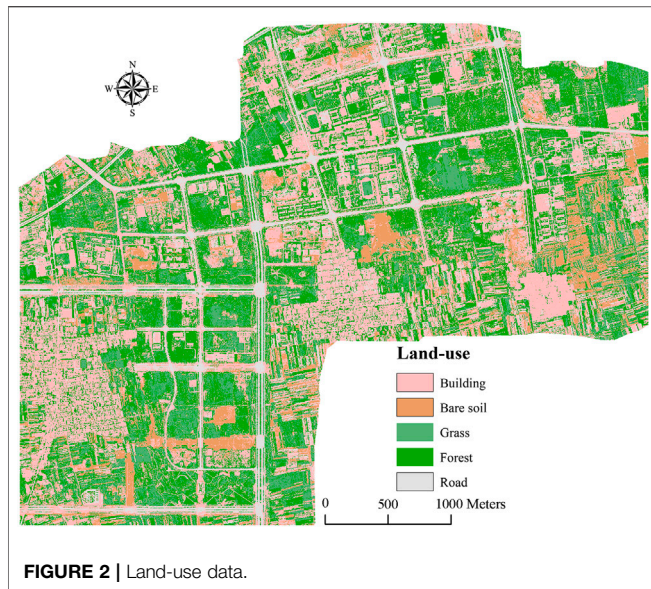 N
W E
S
Land-use
Building
Bare soil
Grass
Forest
Road
0 500 1000 Meters
FIGURE 2 | Land-use data.